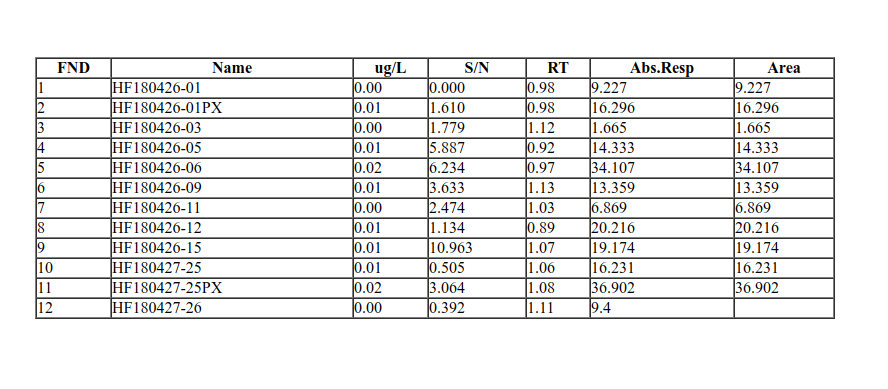 FND Name ug/L S/N RT Abs.Resp Area
1 HF180426-01 0.00 0.000 0.98 9.227 9.227
2 HF180426-01PX 0.01 1.610 0.98 16.296 16.296
3 HF180426-03 0.00 1.779 1.12 1.665 1.665
4 HF180426-05 0.01 5.887 0.92 14.333 14.333
5 HF180426-06 0.02 6.234 0.97 34.107 34.107
6 HF180426-09 0.01 3.633 1.13 13.359 13.359
7 HF180426-11 0.00 2.474 1.03 6.869 6.869
8 HF180426-12 0.01 1.134 0.89 20.216 20.216
9 HF180426-15 0.01 10.963 1.07 19.174 19.174
10 HF180427-25 0.01 0.505 1.06 16.231 16.231
11 HF180427-25PX 0.02 3.064 1.08 36.902 36.902
12 HF180427-26 0.00 0.392 1.11 9.4